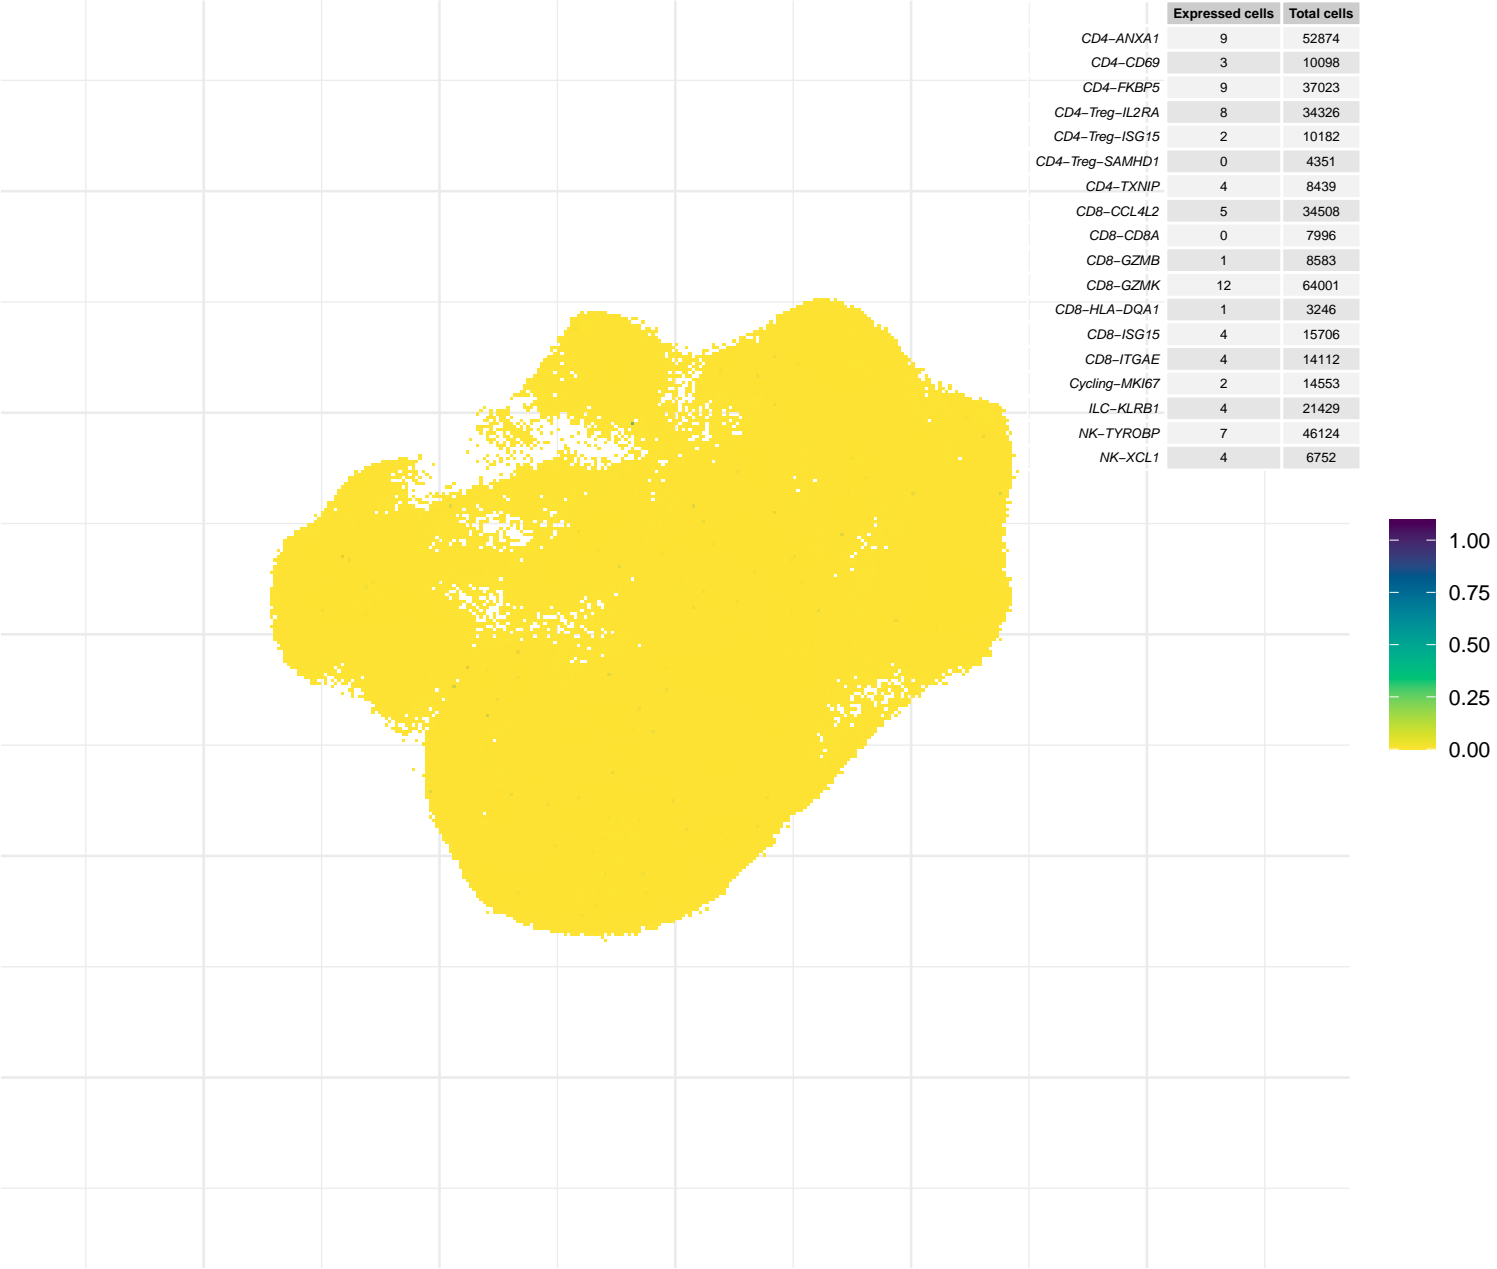 Expressed cells Total cells
CD4−ANXA1 9 52874
CD4−CD69 3 10098
CD4−FKBP5 9 37023
CD4−Treg−IL2RA 8 34326
CD4−Treg−ISG15 2 10182
CD4−Treg−SAMHD1 0 4351
CD4−TXNIP 4 8439
CD8−CCL4L2 5 34508
CD8−CD8A 0 7996
CD8−GZMB 1 8583
CD8−GZMK 12 64001
CD8−HLA−DQA1 1 3246
CD8−ISG15 4 15706
CD8−ITGAE 4 14112
Cycling−MKI67 2 14553
ILC−KLRB1 4 21429
NK−TYROBP 7 46124
NK−XCL1 4 6752
1.00
0.75
0.50
0.25
0.00